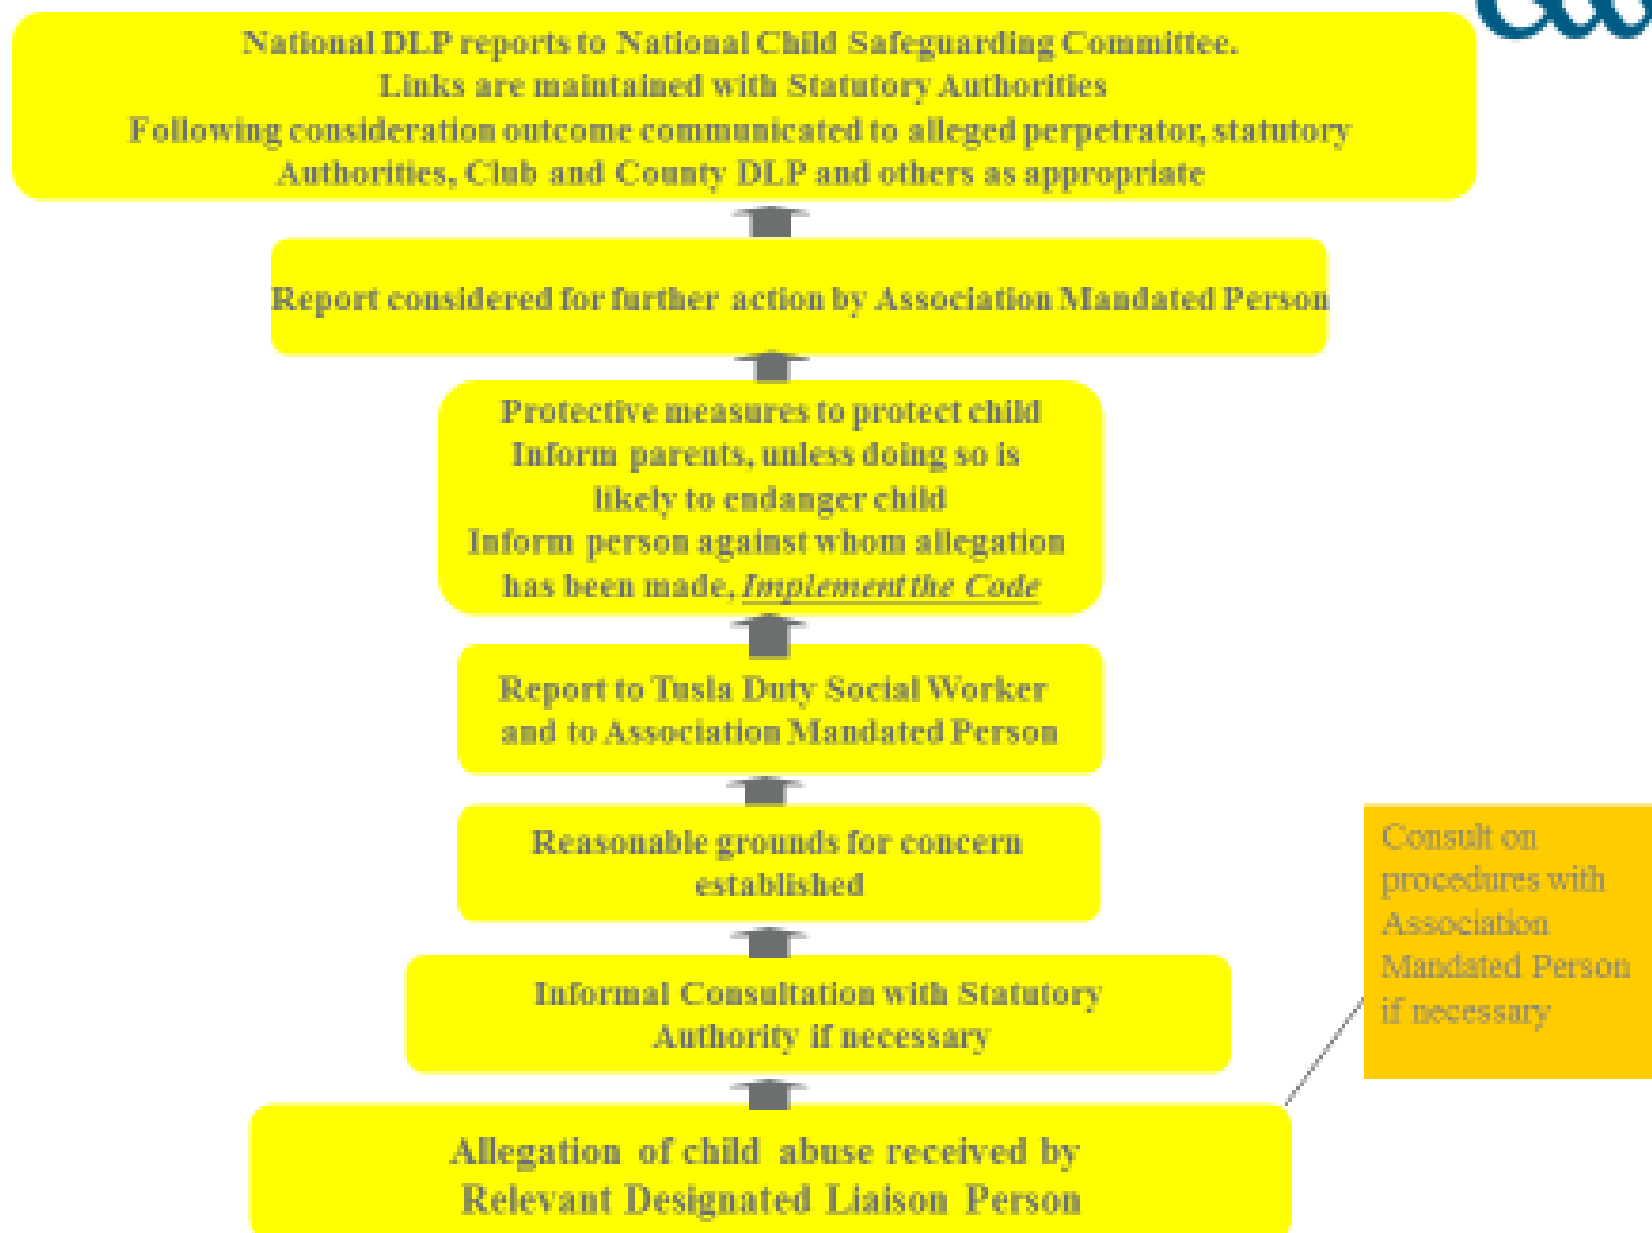 National DLP reports to National Child Safeguarding Committee.
Links are maintained with Statutory Authorities
Following consideration outcome communicated to alleged perpetrator, statutory
Authorities, Club and County DLP and others as appropriate
Report considered for further action by Association Mandated Person
Protective measures to protect child
Inform parents, unless doing so is
likely to endanger child
Inform person against whom allegation
has been made, Implement the Code
Report to Tusla Duty Social Worker
and to Association Mandated Person
Reasonable grounds for concern
established
Consult on
procedures with
Association
Mandated Person
if necessary
Informal Consultation with Statutory
Authority if necessary
Allegation of child abuse received by
Relevant Designated Liaison Person